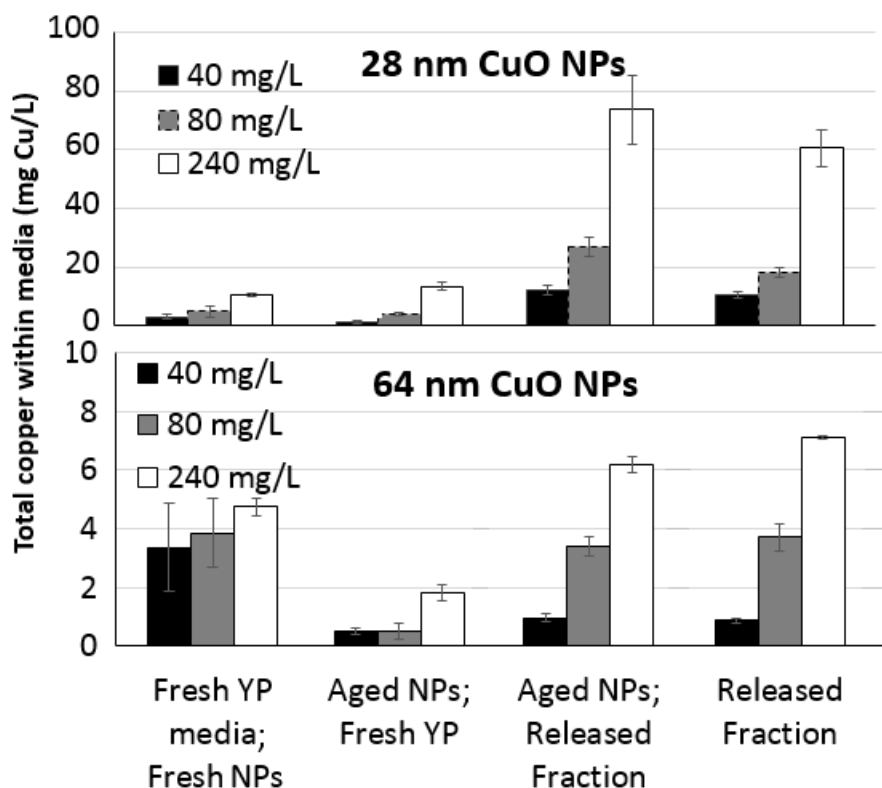 Total copper within media (mg Cu/L)
100
80
60
40
20
0
28 nm CuO NPs
40 mg/L
80 mg/L
240 mg/L
10
8
6
4
2
0
64 nm CuO NPs
40 mg/L
80 mg/L
240 mg/L
Fresh YP
media;
Fresh NPs
Aged NPs;
Fresh YP
Aged NPs;
Released
Fraction
Released
Fraction